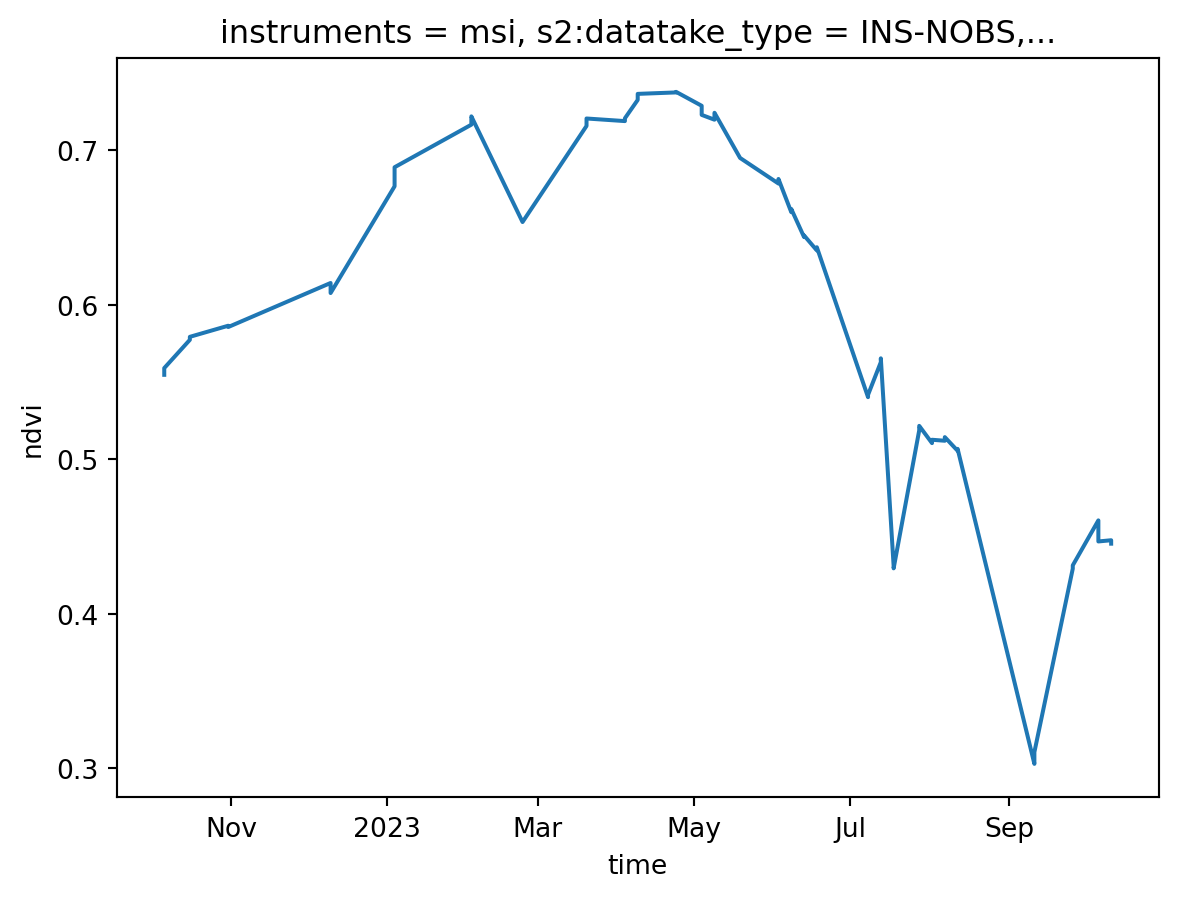 instruments = msi, s2:datatake_type = INS-NOBS,...
0.7
0.6
0.5
0.4
0.3
ndvi
Nov 2023 Mar May Jul Sep
time